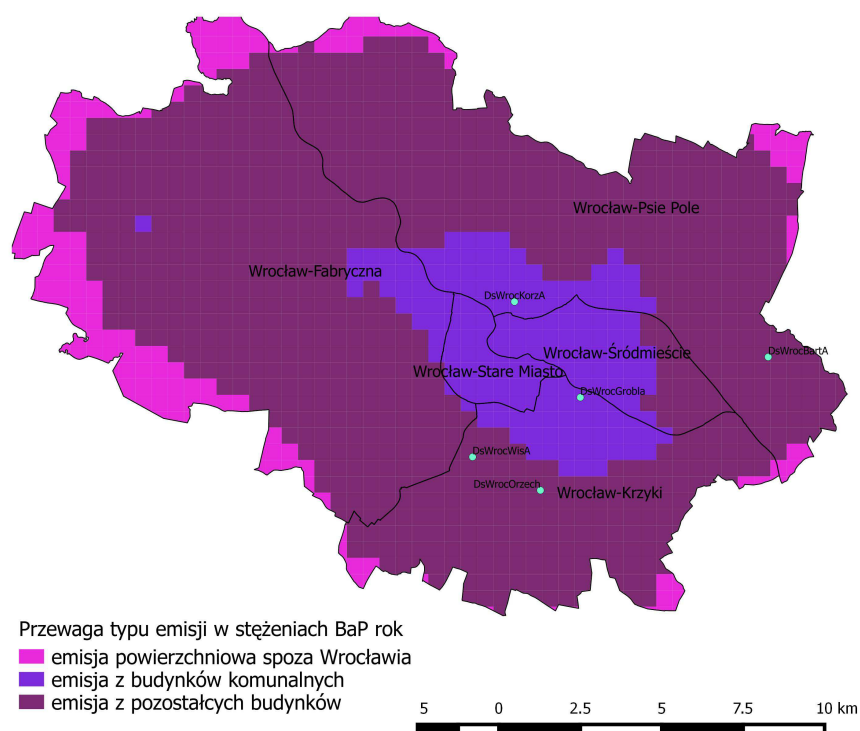 Wrocław-Psie Pole
Wrocław-Fabryczna
DsWrocKorzA
Wrocław-Śródmieście
DsWrocBartA
Wrocław-Stare Miasto
DsWrocGrobla
DsWrocWisA
DsWrocOrzech
Wrocław-Krzyki
Przewaga typu emisji w stężeniach BaP rok
emisja powierzchniowa spoza Wrocławia
emisja z budynków komunalnych
emisja z pozostałcych budynków
5 0 2.5 5 7.5 10 km